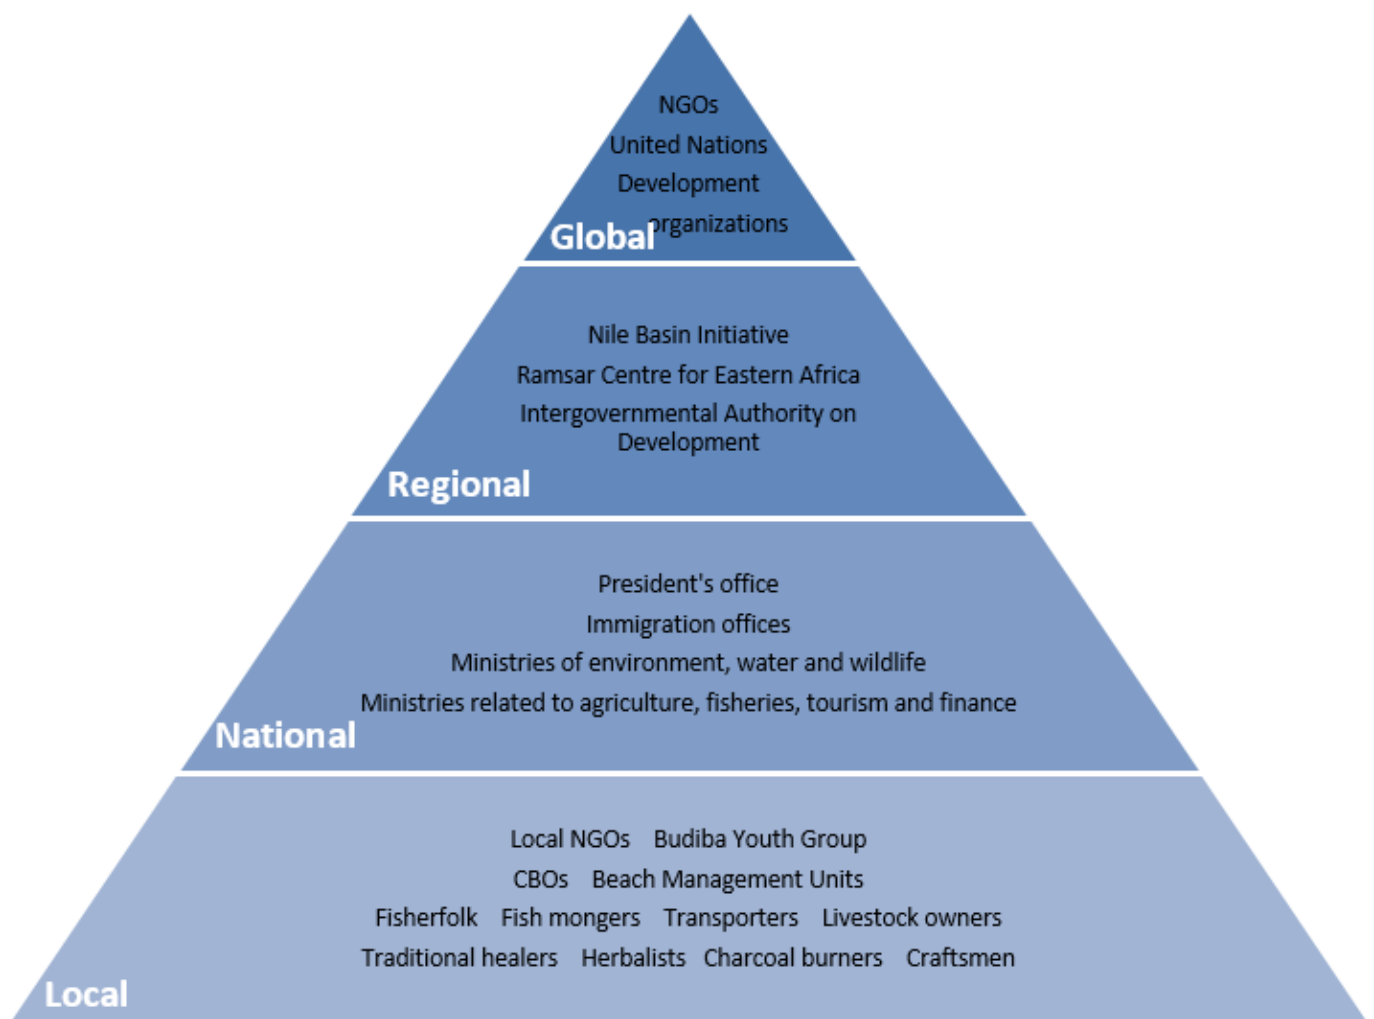 NGOs
United Nations
Development
organizations
Global
Nile Basin Initiative
Ramsar Centre for Eastern Africa
Intergovernmental Authority on
Development
Regional
President's office
Immigration offices
Ministries of environment, water and wildlife
Ministries related to agriculture, fisheries, tourism and finance
National
Local NGOs Budiba Youth Group
CBOs Beach Management Units
Fisherfolk Fish mongers Transporters Livestock owners
Traditional healers Herbalists Charcoal burners Craftsmen
Local